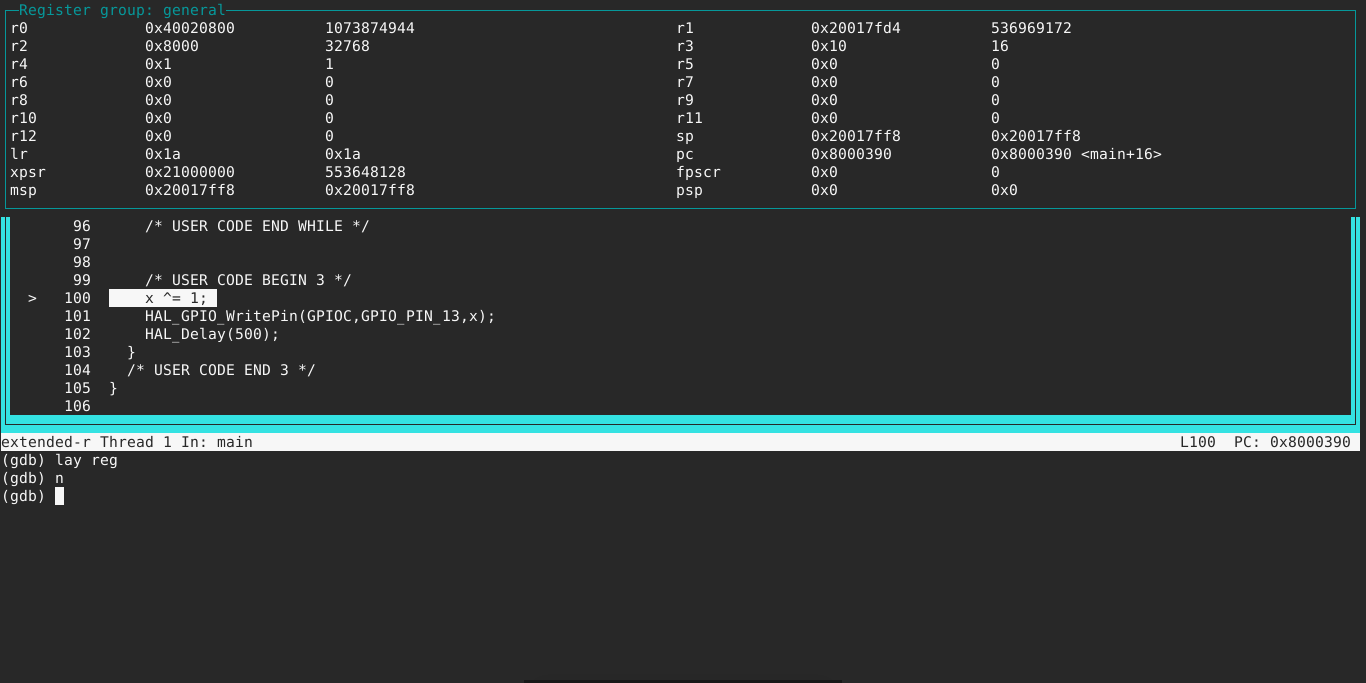 Register group: general
r0 0x40020800 1073874944 r1 0x20017fd4 536969172
r2 0x8000 32768 r3 0x10 16
r4 0x1 1 r5 0x0 0
r6 0x0 0 r7 0x0 0
r8 0x0 0 r9 0x0 0
r10 0x0 0 r11 0x0 0
r12 0x0 0 sp 0x20017ff8 0x20017ff8
lr 0x1a 0x1a pc 0x8000390 0x8000390 <main+16>
xpsr 0x21000000 553648128 fpscr 0x0 0
msp 0x20017ff8 0x20017ff8 psp 0x0 0x0
96 /* USER CODE END WHILE */
97
98
99 /* USER CODE BEGIN 3 */
> 100 x ^= 1;
101 HAL_GPIO_WritePin(GPIOC,GPIO_PIN_13,x);
102 HAL_Delay(500);
103 }
104 /* USER CODE END 3 */
105 }
106
extended-r Thread 1 In: main L100 PC: 0x8000390
(gdb) lay reg
(gdb) n
(gdb)